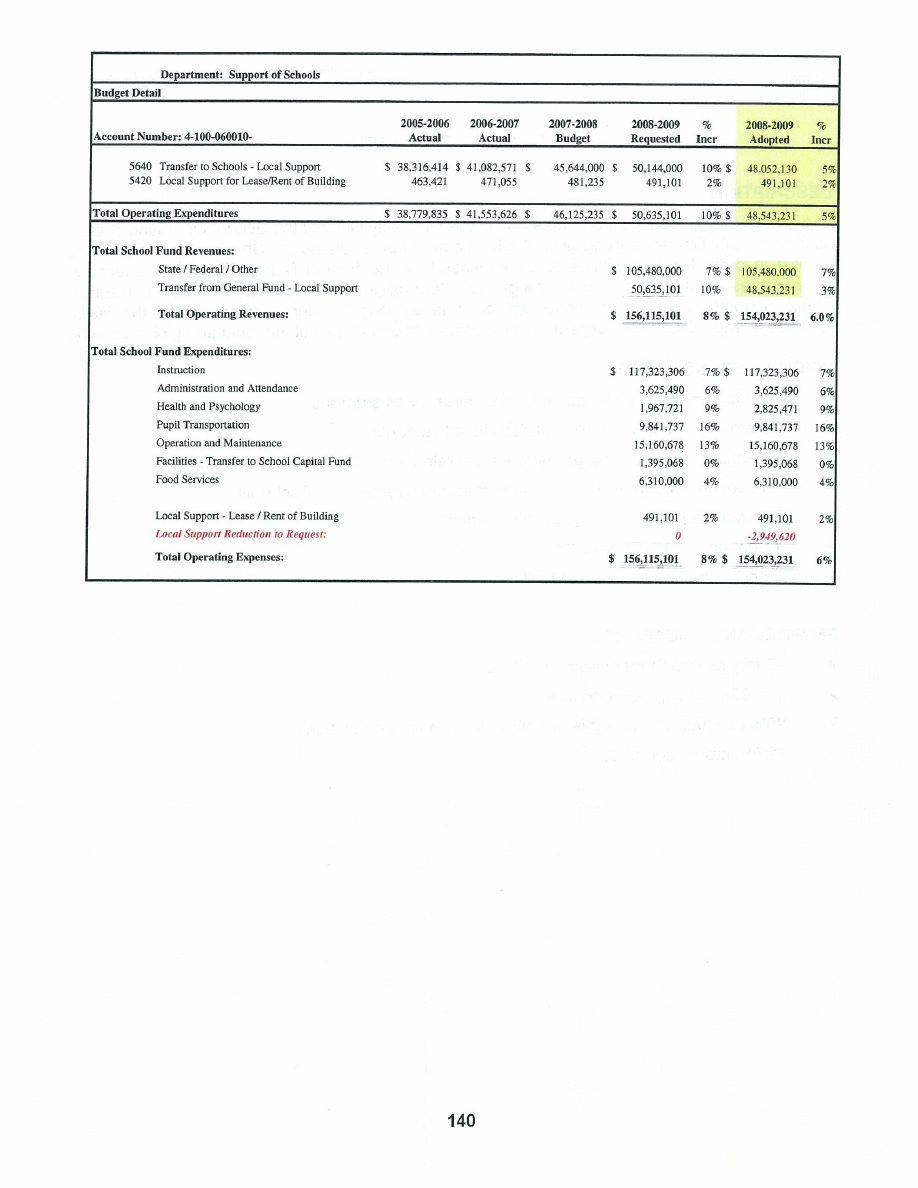 Department: Support of Schools
Budget Detail
2005-2006 2006-2007 2007-2008 2008-2009 % 2008-2009 %
Account Number: 4-100-060010- Actual Actual Budget Requested Incr Adopted Incr
5640 Transfer to Schools - Local Support $ 38,316,414 $ 41,082,571 $ 45,644,000 $ 50,144,000 10% $ 48,052,130 5%
5420 Local Support for Lease/Rent of Building 463,421 471,055 481,235 491,101 2% 491,101 2%
Total Operating Expenditures $ 38,779,835 $ 41,553,626 $ 46,125,235 $ 50,635,101 10% $ 48,543,231 5%
Total School Fund Revenues:
State / Federal / Other $ 105,480,000 7% $ 105,480,000 7%
Transfer from General Fund - Local Support 50,635,101 10% 48,543,231 3%
Total Operating Revenues: $ 156,115,101 8% $ 154,023,231 6.0%
Total School Fund Expenditures:
Instruction $ 117,323,306 7% $ 117,323,306 7%
Administration and Attendance 3,625,490 6% 3,625,490 6%
Health and Psychology 1,967,721 9% 2,825,471 9%
Pupil Transportation 9,841,737 16% 9,841,737 16%
Operation and Maintenance 15,160,678 13% 15,160,678 13%
Facilities - Transfer to School Capital Fund 1,395,068 0% 1,395,068 0%
Food Services 6,310,000 4% 6,310,000 4%
Local Support - Lease / Rent of Building 491,101 2% 491,101 2%
Local Support Reduction to Request: 0 -2,949,620
Total Operating Expenses: $ 156,115,101 8% $ 154,023,231 6%
140